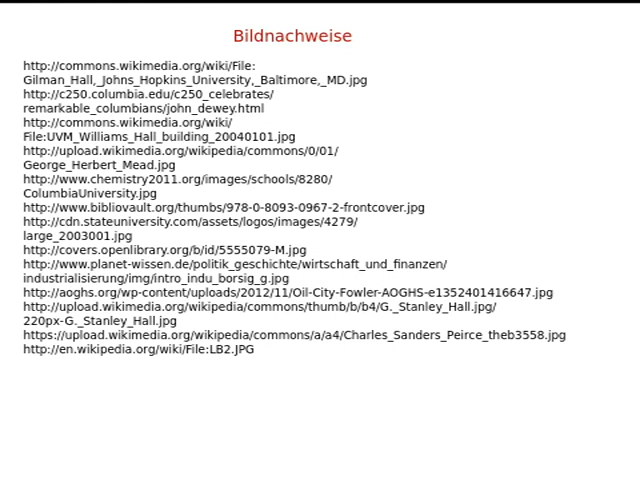 Bildnachweise
http://commons.wikimedia.org/wiki/File:
Gilman_Hall,_Johns_Hopkins_University,_Baltimore,_MD.jpg
http://c250.columbia.edu/c250_celebrates/
remarkable_columbians/john_dewey.html
http://commons.wikimedia.org/wiki/
File:UVM_Williams_Hall_building_20040101.jpg
http://upload.wikimedia.org/wikipedia/commons/0/01/
George_Herbert_Mead.jpg
http://www.chemistry2011.org/images/schools/8280/
ColumbiaUniversity.jpg
http://www.bibliovault.org/thumbs/978-0-8093-0967-2-frontcover.jpg
http://cdn.stateuniversity.com/assets/logos/images/4279/
large_2003001.jpg
http://covers.openlibrary.org/b/id/5555079-M.jpg
http://www.planet-wissen.de/politik_geschichte/wirtschaft_und_finanzen/
industrialisierung/img/intro_indu_borsig_g.jpg
http://aoghs.org/wp-content/uploads/2012/11/Oil-City-Fowler-AOGHS-e1352401416647.jpg
http://upload.wikimedia.org/wikipedia/commons/thumb/b/b4/G._Stanley_Hall.jpg/
220px-G._Stanley_Hall.jpg
https://upload.wikimedia.org/wikipedia/commons/a/a4/Charles_Sanders_Peirce_theb3558.jpg
http://en.wikipedia.org/wiki/File:LB2.JPG